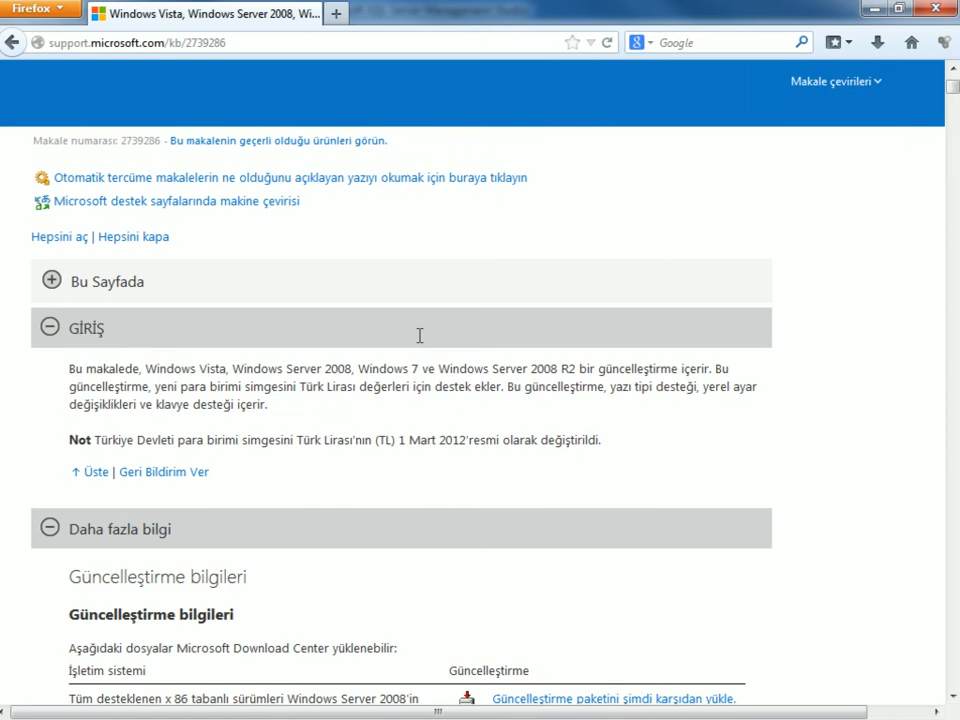 Firefox
Windows Vista, Windows Server 2008, Wi...
support.microsoft.com/kb/2739286
Google
Makale çevirileri
Makale numarası: 2739286 - Bu makalenin geçerli olduğu ürünleri görün.
Otomatik tercüme makalelerin ne olduğunu açıklayan yazıyı okumak için buraya tıklayın
Microsoft destek sayfalarında makine çevirisi
Hepsini aç | Hepsini kapa
Bu Sayfada
GİRİŞ
Bu makalede, Windows Vista, Windows Server 2008, Windows 7 ve Windows Server 2008 R2 bir güncelleştirme içerir. Bu
güncelleştirme, yeni para birimi simgesini Türk Lirası değerleri için destek ekler. Bu güncelleştirme, yazı tipi desteği, yerel ayar
değişiklikleri ve klavye desteği içerir.
Not Türkiye Devleti para birimi simgesini Türk Lirası'nın (TL) 1 Mart 2012'resmi olarak değiştirildi.
↑ Üste | Geri Bildirim Ver
Daha fazla bilgi
Güncelleştirme bilgileri
Güncelleştirme bilgileri
Aşağıdaki dosyalar Microsoft Download Center yüklenebilir:
İşletim sistemi Güncelleştirme
Tüm desteklenen x 86 tabanlı sürümleri Windows Server 2008'in Güncelleştirme paketini şimdi karşıdan yükle.